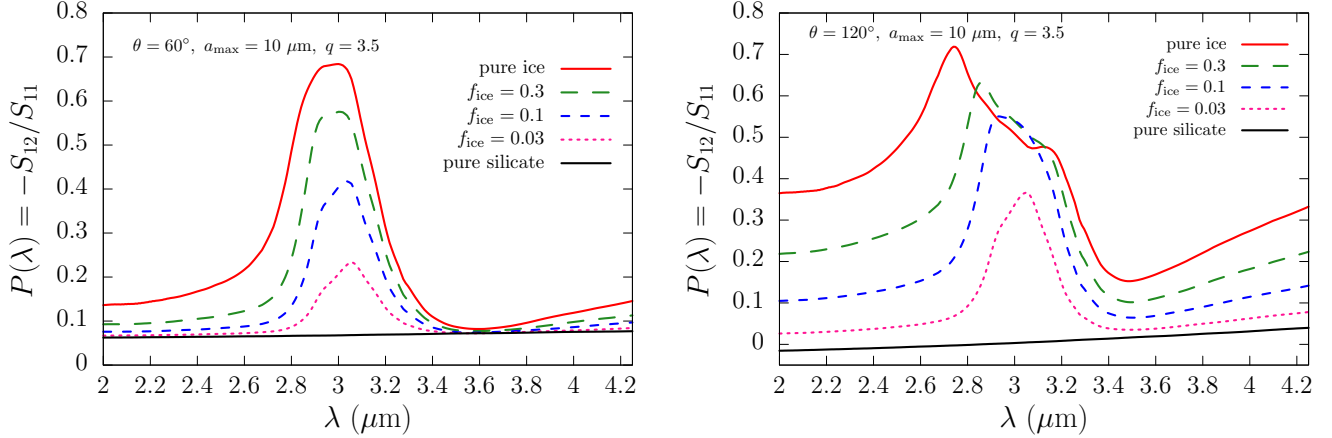 θ = 60°, a_max = 10 μm, q = 3.5
pure ice
f_ice = 0.3
f_ice = 0.1
f_ice = 0.03
pure silicate
P(λ) = −S_12/S_11
0.8
0.7
0.6
0.5
0.4
0.3
0.2
0.1
0
2 2.2 2.4 2.6 2.8 3 3.2 3.4 3.6 3.8 4 4.2
λ (μm)
θ = 120°, a_max = 10 μm, q = 3.5
pure ice
f_ice = 0.3
f_ice = 0.1
f_ice = 0.03
pure silicate
P(λ) = −S_12/S_11
0.8
0.7
0.6
0.5
0.4
0.3
0.2
0.1
0
2 2.2 2.4 2.6 2.8 3 3.2 3.4 3.6 3.8 4 4.2
λ (μm)